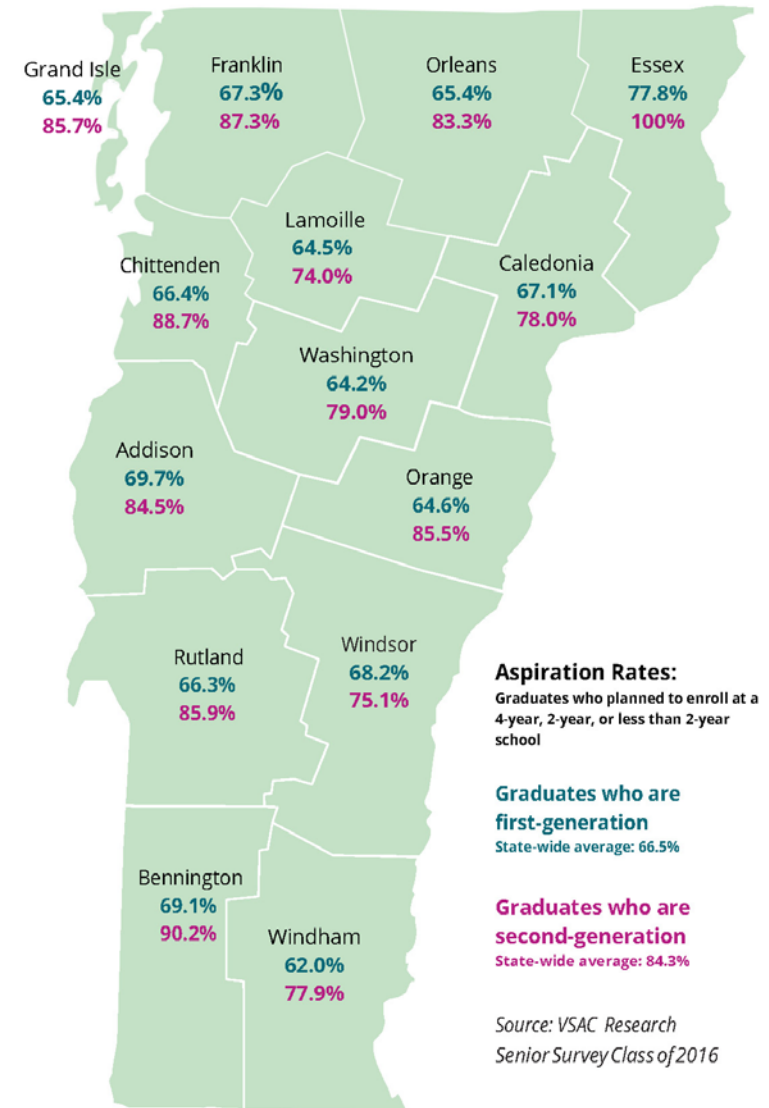 Grand Isle
65.4%
85.7%
Franklin
67.3%
87.3%
Orleans
65.4%
83.3%
Essex
77.8%
100%
Lamoille
64.5%
74.0%
Chittenden
66.4%
88.7%
Caledonia
67.1%
78.0%
Washington
64.2%
79.0%
Addison
69.7%
84.5%
Orange
64.6%
85.5%
Rutland
66.3%
85.9%
Windsor
68.2%
75.1%
Bennington
69.1%
90.2%
Windham
62.0%
77.9%
Aspiration Rates:
Graduates who planned to enroll at a
4-year, 2-year, or less than 2-year
school
Graduates who are
first-generation
State-wide average: 66.5%
Graduates who are
second-generation
State-wide average: 84.3%
Source: VSAC Research
Senior Survey Class of 2016